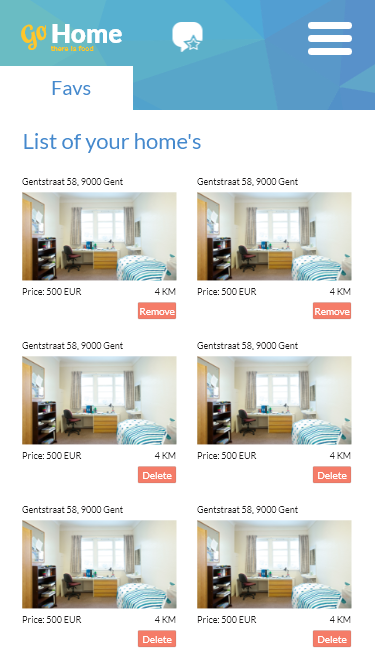 Go Home
thera is food
Favs
List of your home's
Gentstraat 58, 9000 Gent
Gentstraat 58, 9000 Gent
Price: 500 EUR 4 KM
Price: 500 EUR 4 KM
Remove
Remove
Gentstraat 58, 9000 Gent
Gentstraat 58, 9000 Gent
Price: 500 EUR 4 KM
Price: 500 EUR 4 KM
Delete
Delete
Gentstraat 58, 9000 Gent
Gentstraat 58, 9000 Gent
Price: 500 EUR 4 KM
Price: 500 EUR 4 KM
Delete
Delete